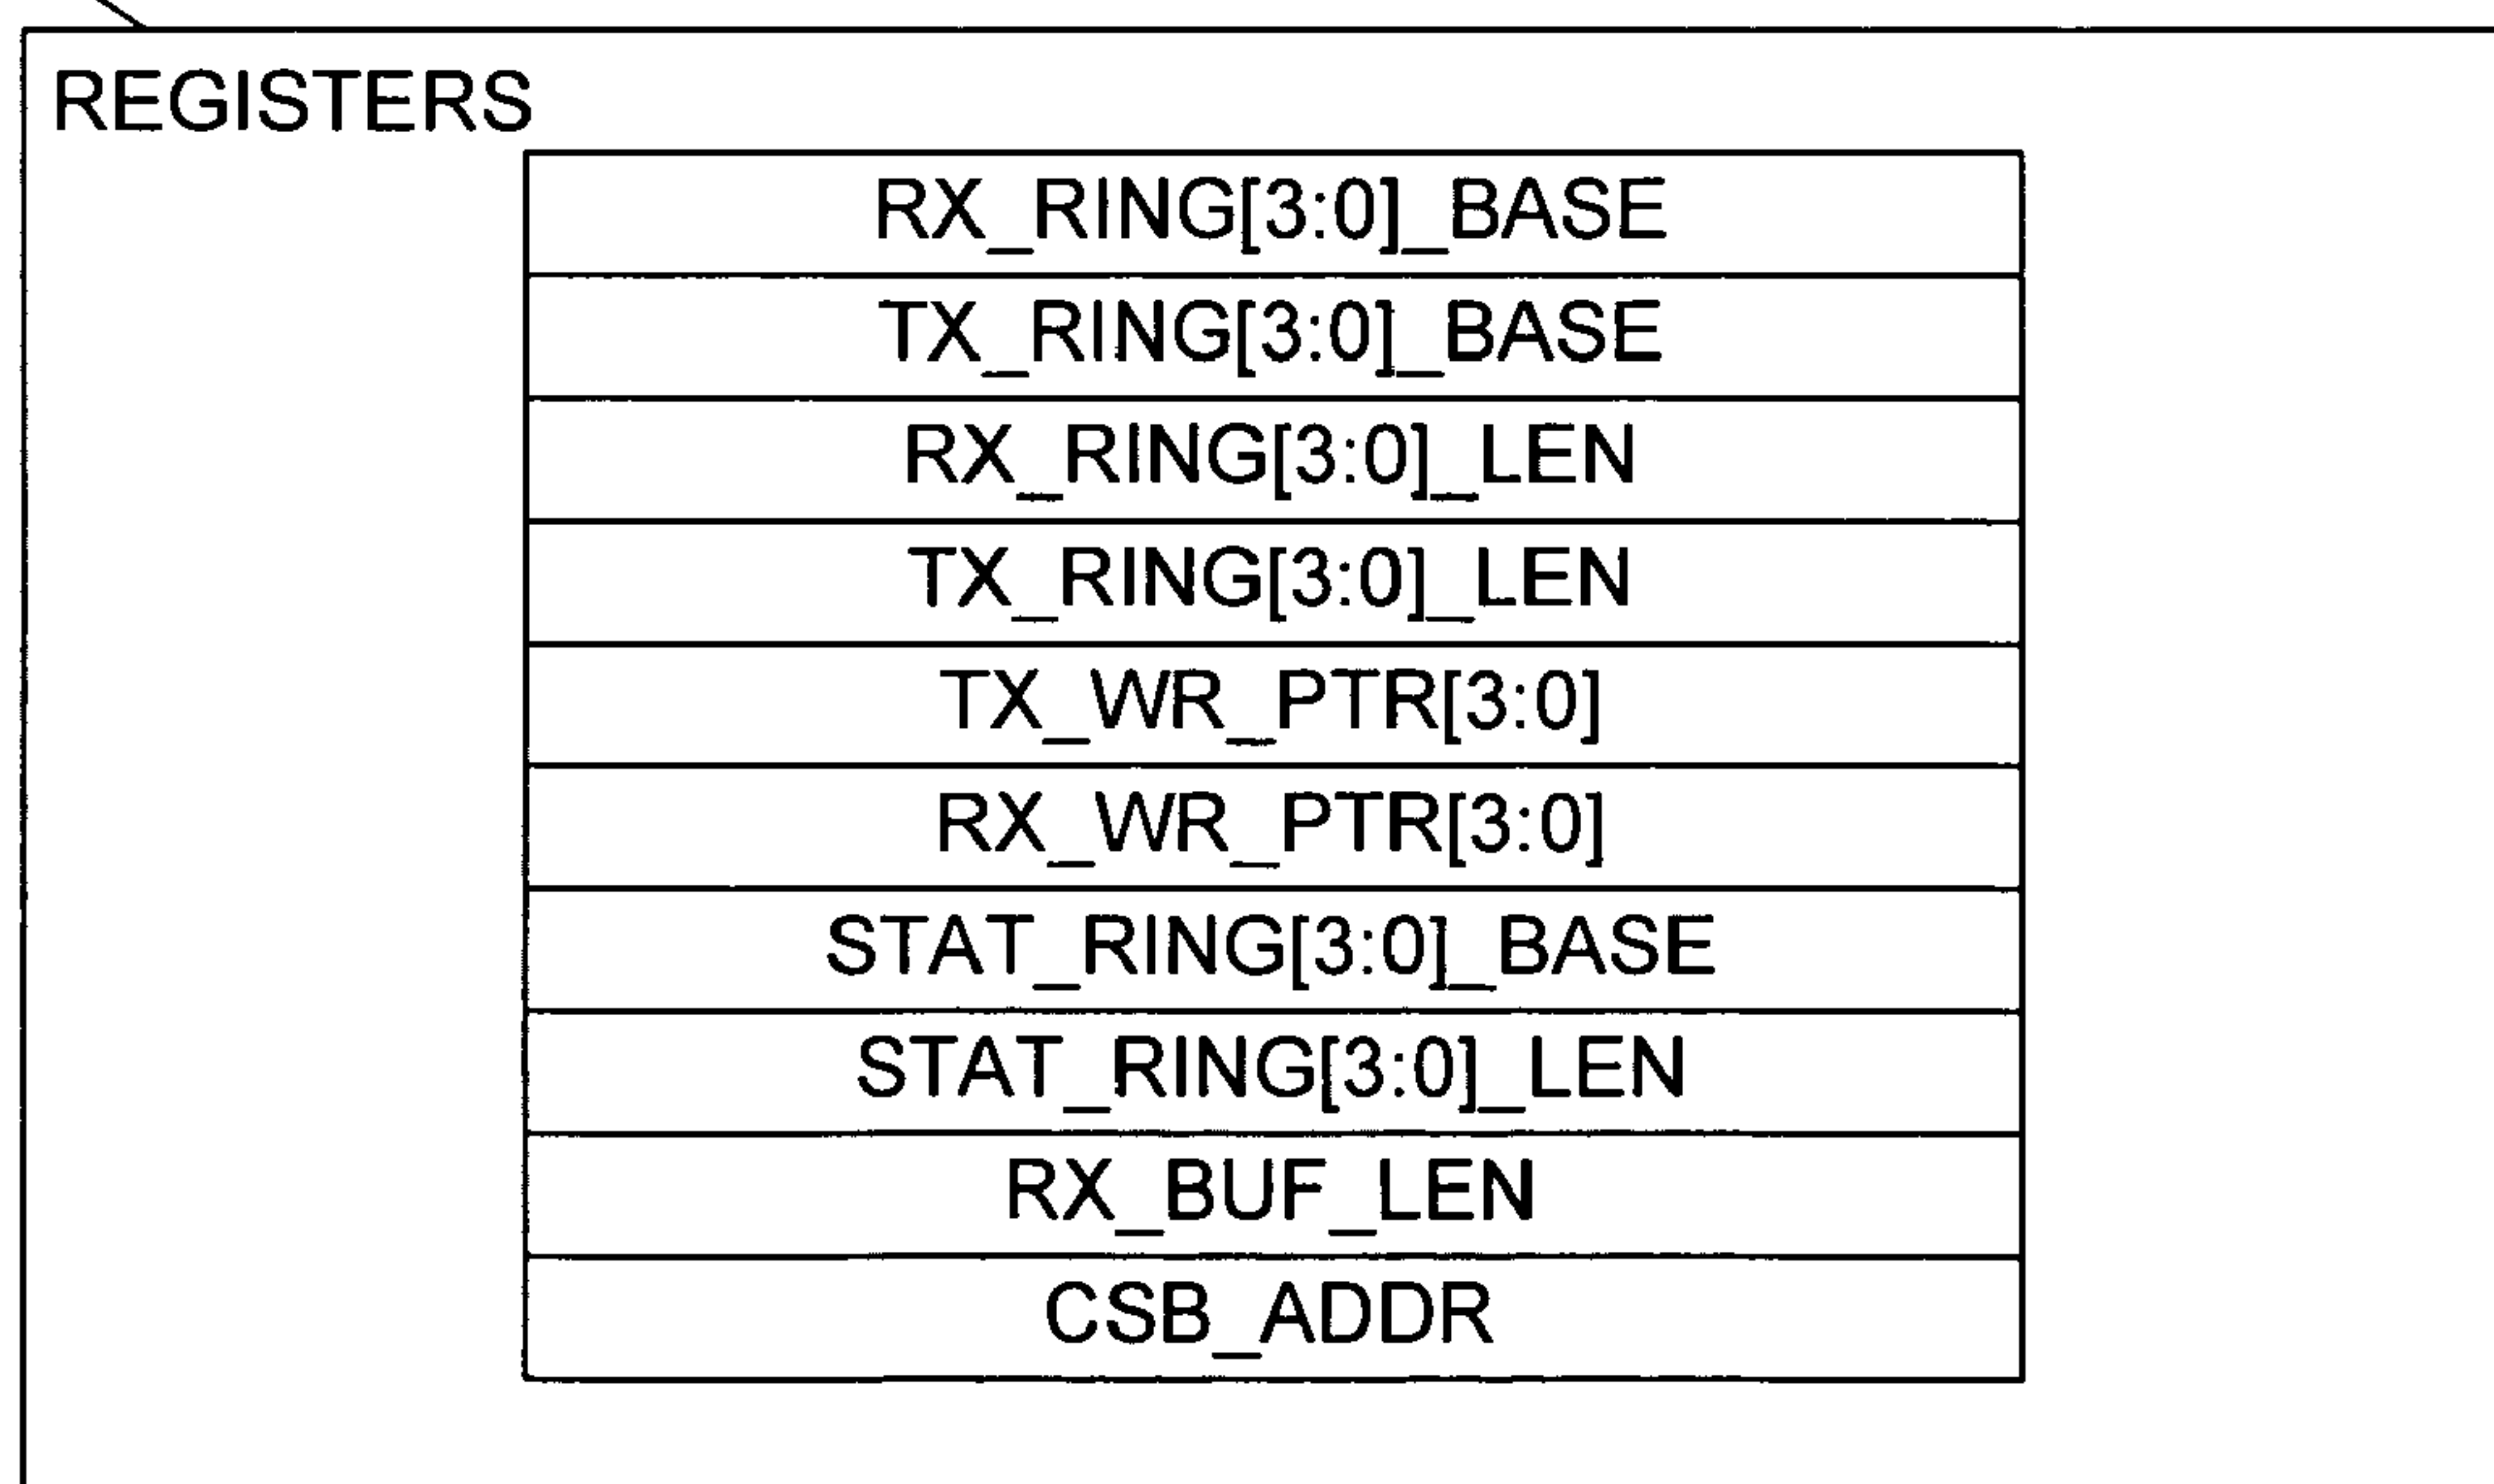 REGISTERS
RX_RING[3:0]_BASE
TX_RING[3:0]_BASE
RX_RING[3:0]_LEN
TX_RING[3:0]_LEN
TX_WR_PTR[3:0]
RX_WR_PTR[3:0]
STAT_RING[3:0]_BASE
STAT_RING[3:0]_LEN
RX_BUF_LEN
CSB_ADDR